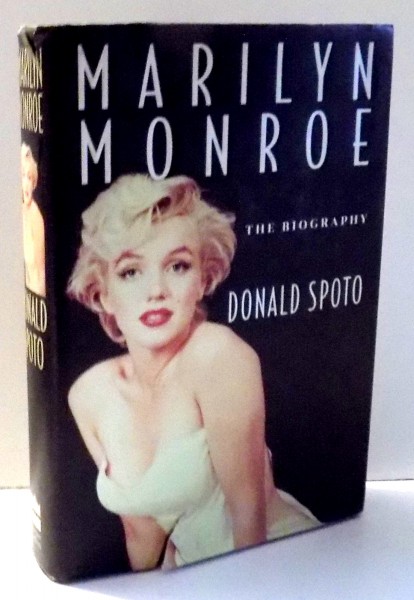 MARILYN
MONROE
THE BIOGRAPHY
DONALD SPOTO
MARILYN
MONROE
DONALD
SPOTO